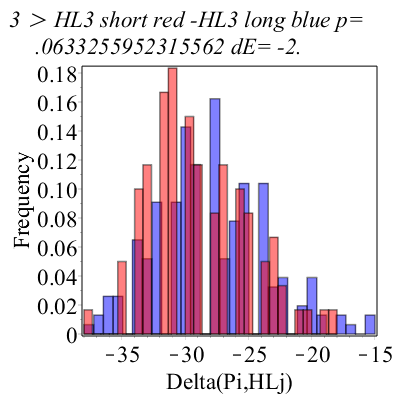 3 > HL3 short red -HL3 long blue p=
.0633255952315562 dE= -2.
0.18
0.16
0.14
0.12
0.10
0.08
0.06
0.04
0.02
0
Frequency
-35 -30 -25 -20 -15
Delta(Pi,HLj)